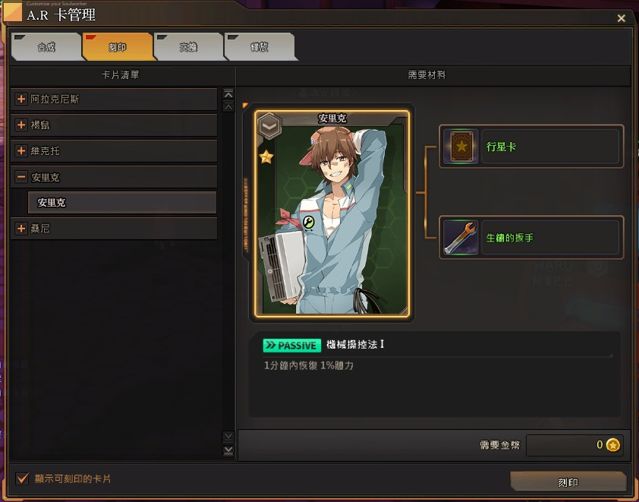 Customize your Soulworker
A.R 卡管理
合成
刻印
交換
卡片清單
需要材料
阿拉克尼斯
褐鼠
維克托
安里克
安里克
桑尼
安里克
行星卡
生鏽的扳手
PASSIVE 機械操控法 I
1分鐘內恢復 1%體力
需要金幣
0
顯示可刻印的卡片
刻印